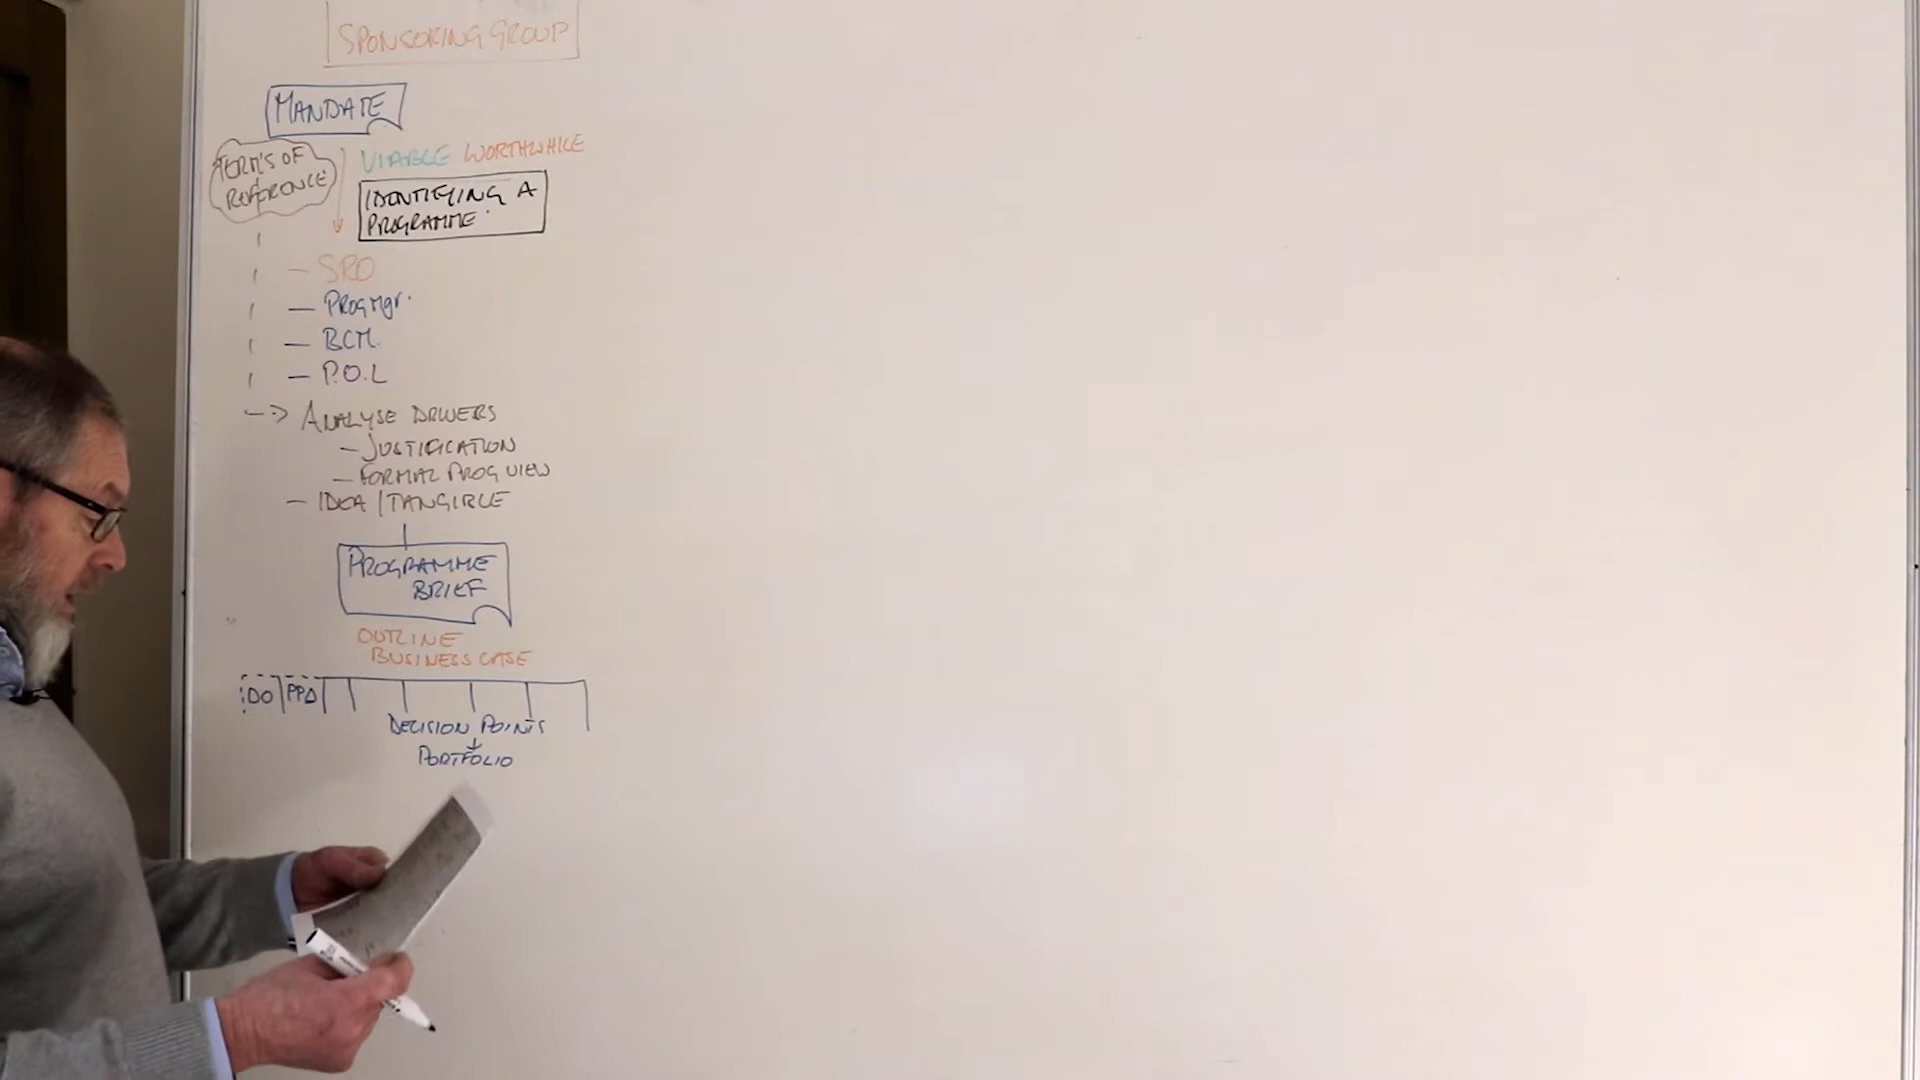 SPONSORING GROUP
MANDATE
TERM'S OF
REFERENCE
VIABLE WORTHWHILE
IDENTIFYING A
PROGRAMME
— SRO
— PROG Mgr.
— BCM.
— P.O.L
--> ANALYSE DRIVERS
— JUSTIFICATION
— FORMAL PROG VIEW
— IDEA / TANGIBLE
PROGRAMME
BRIEF
OUTLINE
BUSINESS CASE
DO PPD
DECISION POINTS
PORTFOLIO